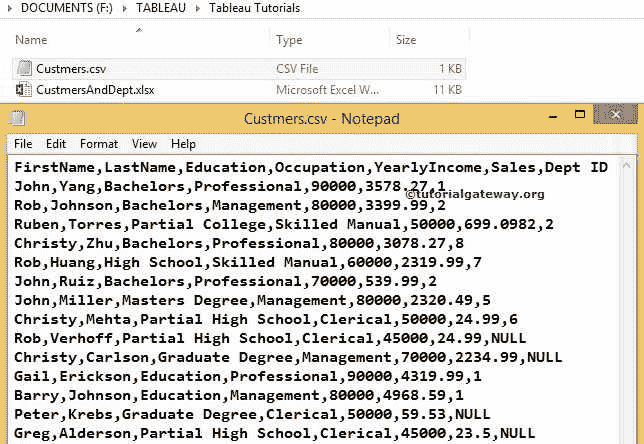 DOCUMENTS (F:) › TABLEAU › Tableau Tutorials
Name Type Size
Custmers.csv CSV File 1 KB
CustmersAndDept.xlsx Microsoft Excel W... 11 KB
Custmers.csv - Notepad
File Edit Format View Help
FirstName,LastName,Education,Occupation,YearlyIncome,Sales,Dept ID
John,Yang,Bachelors,Professional,90000,3578.27,1
©tutorialgateway.org
Rob,Johnson,Bachelors,Management,80000,3399.99,2
Ruben,Torres,Partial College,Skilled Manual,50000,699.0982,2
Christy,Zhu,Bachelors,Professional,80000,3078.27,8
Rob,Huang,High School,Skilled Manual,60000,2319.99,7
John,Ruiz,Bachelors,Professional,70000,539.99,2
John,Miller,Masters Degree,Management,80000,2320.49,5
Christy,Mehta,Partial High School,Clerical,50000,24.99,6
Rob,Verhoff,Partial High School,Clerical,45000,24.99,NULL
Christy,Carlson,Graduate Degree,Management,70000,2234.99,NULL
Gail,Erickson,Education,Professional,90000,4319.99,1
Barry,Johnson,Education,Management,80000,4968.59,1
Peter,Krebs,Graduate Degree,Clerical,50000,59.53,NULL
Greg,Alderson,Partial High School,Clerical,45000,23.5,NULL